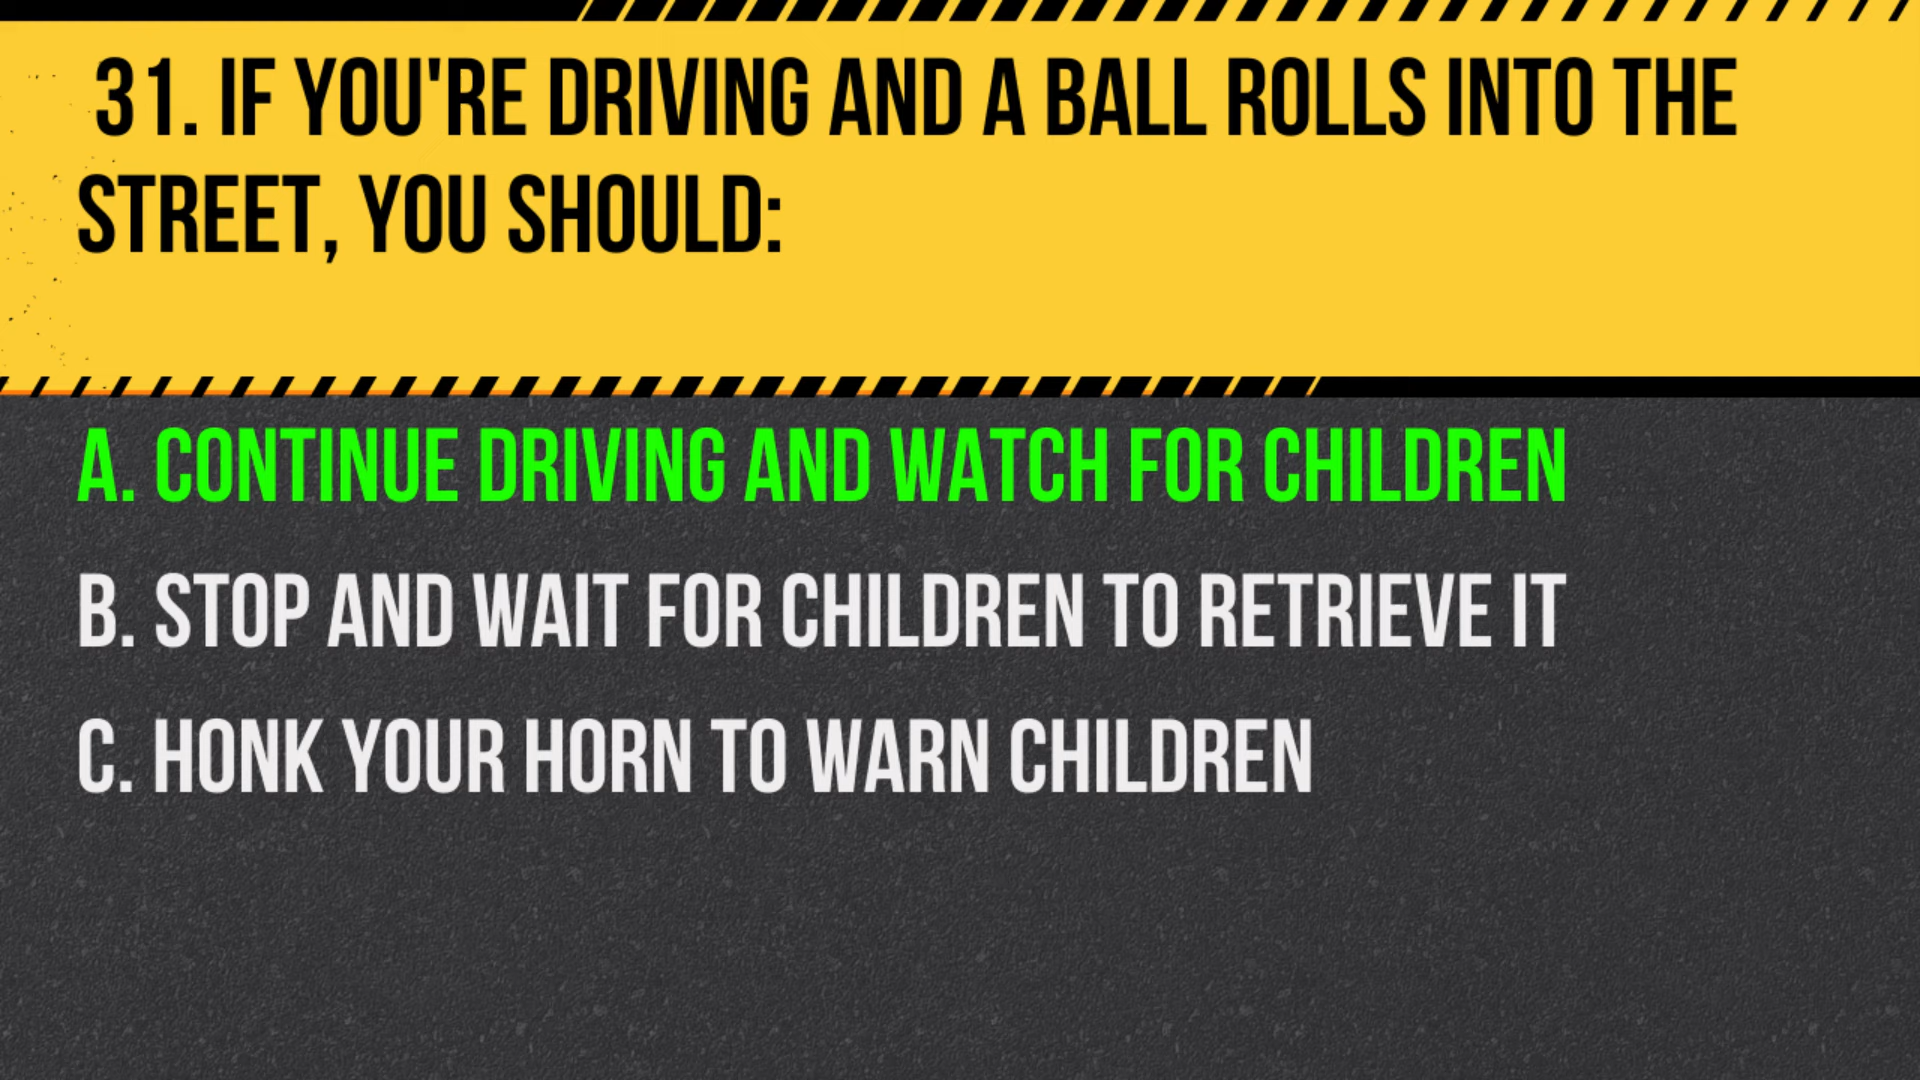 31. IF YOU'RE DRIVING AND A BALL ROLLS INTO THE
STREET, YOU SHOULD:
A. CONTINUE DRIVING AND WATCH FOR CHILDREN
B. STOP AND WAIT FOR CHILDREN TO RETRIEVE IT
C. HONK YOUR HORN TO WARN CHILDREN